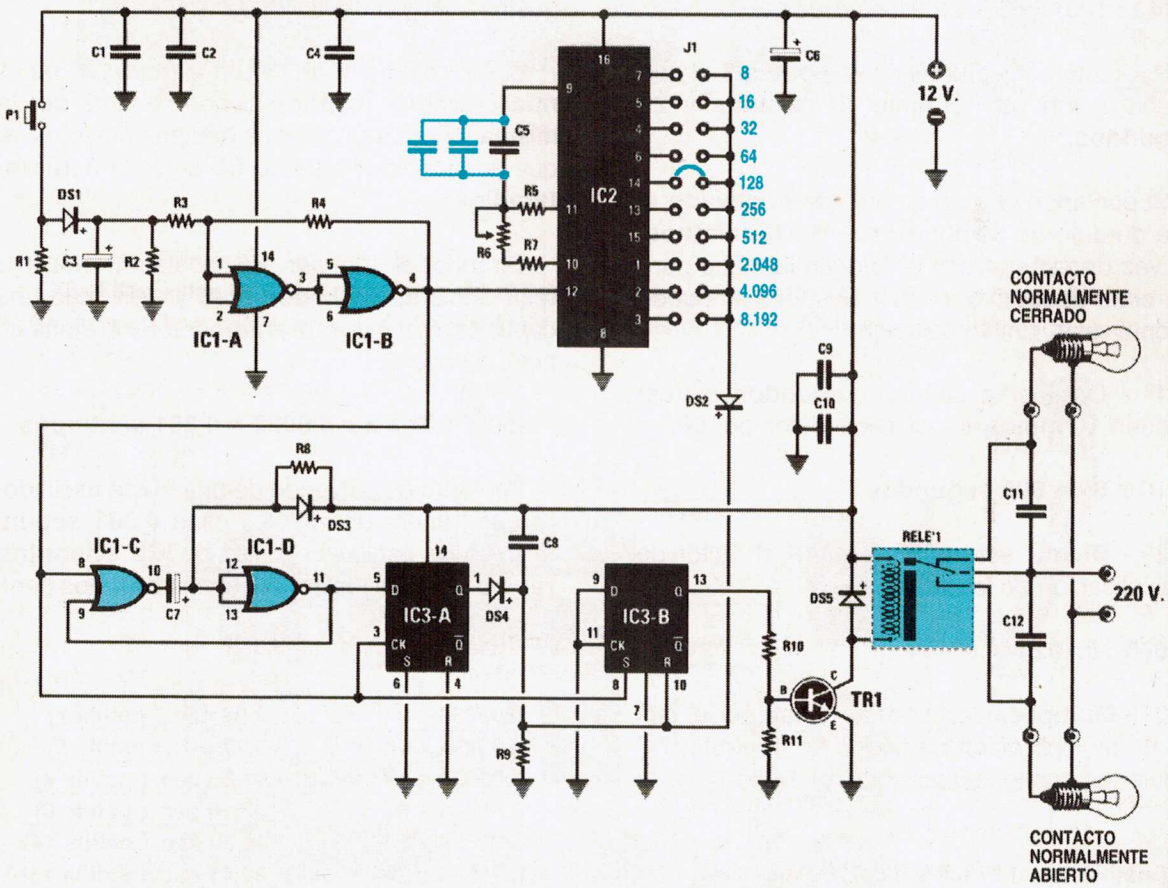 C1
C2
C4
C6
J1
16
7
8
9
5
16
4
32
P1
C5
6
64
14
128
12 V.
IC2
DS1
R3
R4
R5
11
13
256
R6
15
512
R1
C3
R2
R7
10
1
2.048
1
14
3
5
4
12
2
4.096
2
7
6
3
8.192
IC1-A
IC1-B
8
CONTACTO
NORMALMENTE
CERRADO
C9
DS2
C10
R8
DS3
C11
IC1-C
IC1-D
14
C8
RELE'1
8
10
12
11
5
D
Q
1
9
D
Q
13
DS5
220 V.
9
C7
13
IC3-A
DS4
IC3-B
C12
3
CK
Q
11
CK
Q
R10
S
R
S
R
C
6
4
8
7
10
B
TR1
E
R9
R11
CONTACTO
NORMALMENTE
ABIERTO